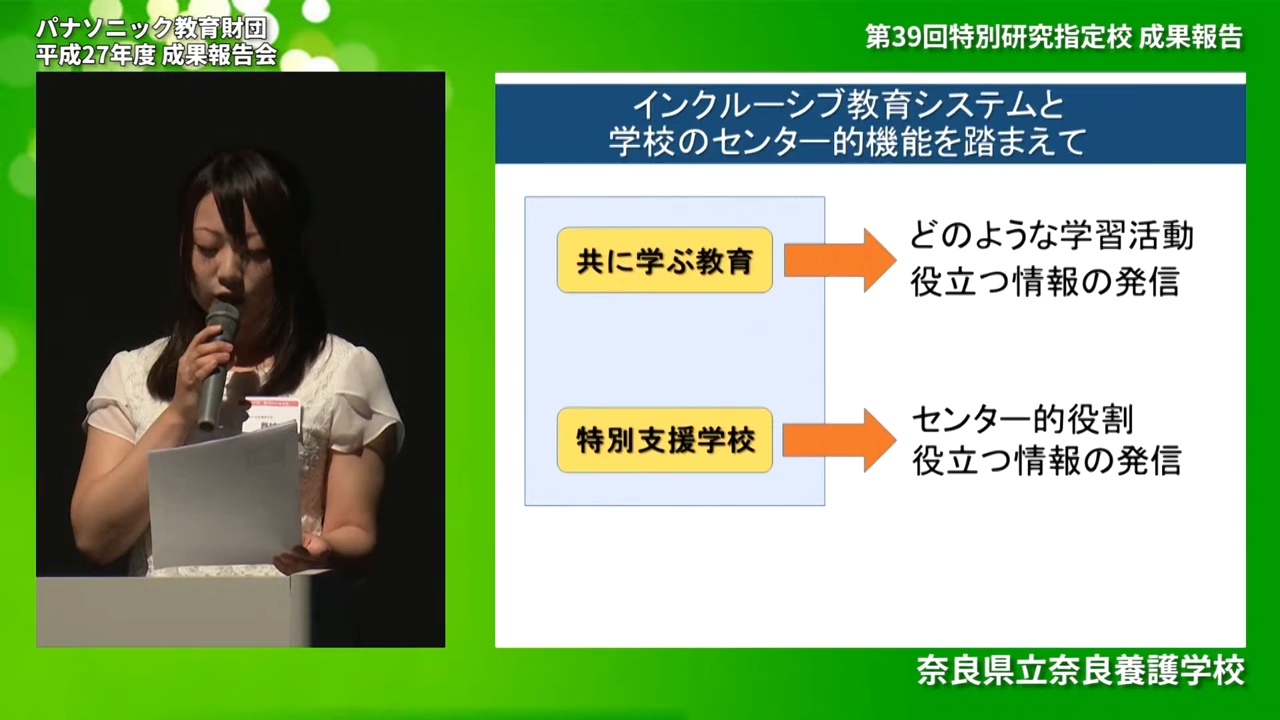 パナソニック教育財団
平成27年度 成果報告会
第39回特別研究指定校 成果報告
インクルーシブ教育システムと
学校のセンター的機能を踏まえて
共に学ぶ教育
どのような学習活動
役立つ情報の発信
特別支援学校
センター的役割
役立つ情報の発信
奈良県立奈良養護学校